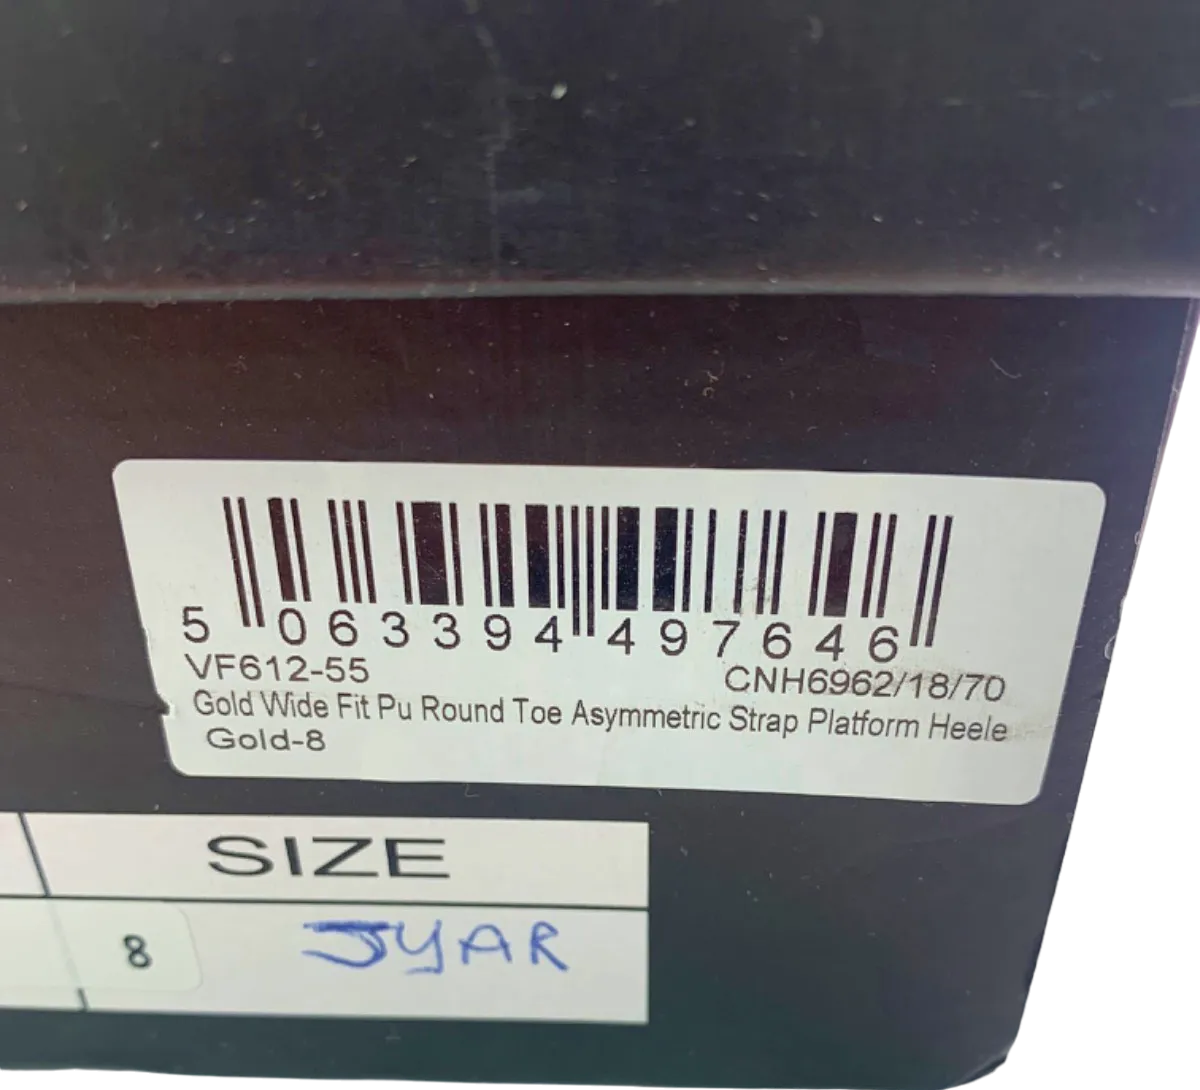 5 063394 497646
VF612-55 CNH6962/18/70
Gold Wide Fit Pu Round Toe Asymmetric Strap Platform Heele
Gold-8
SIZE
8 JYAR